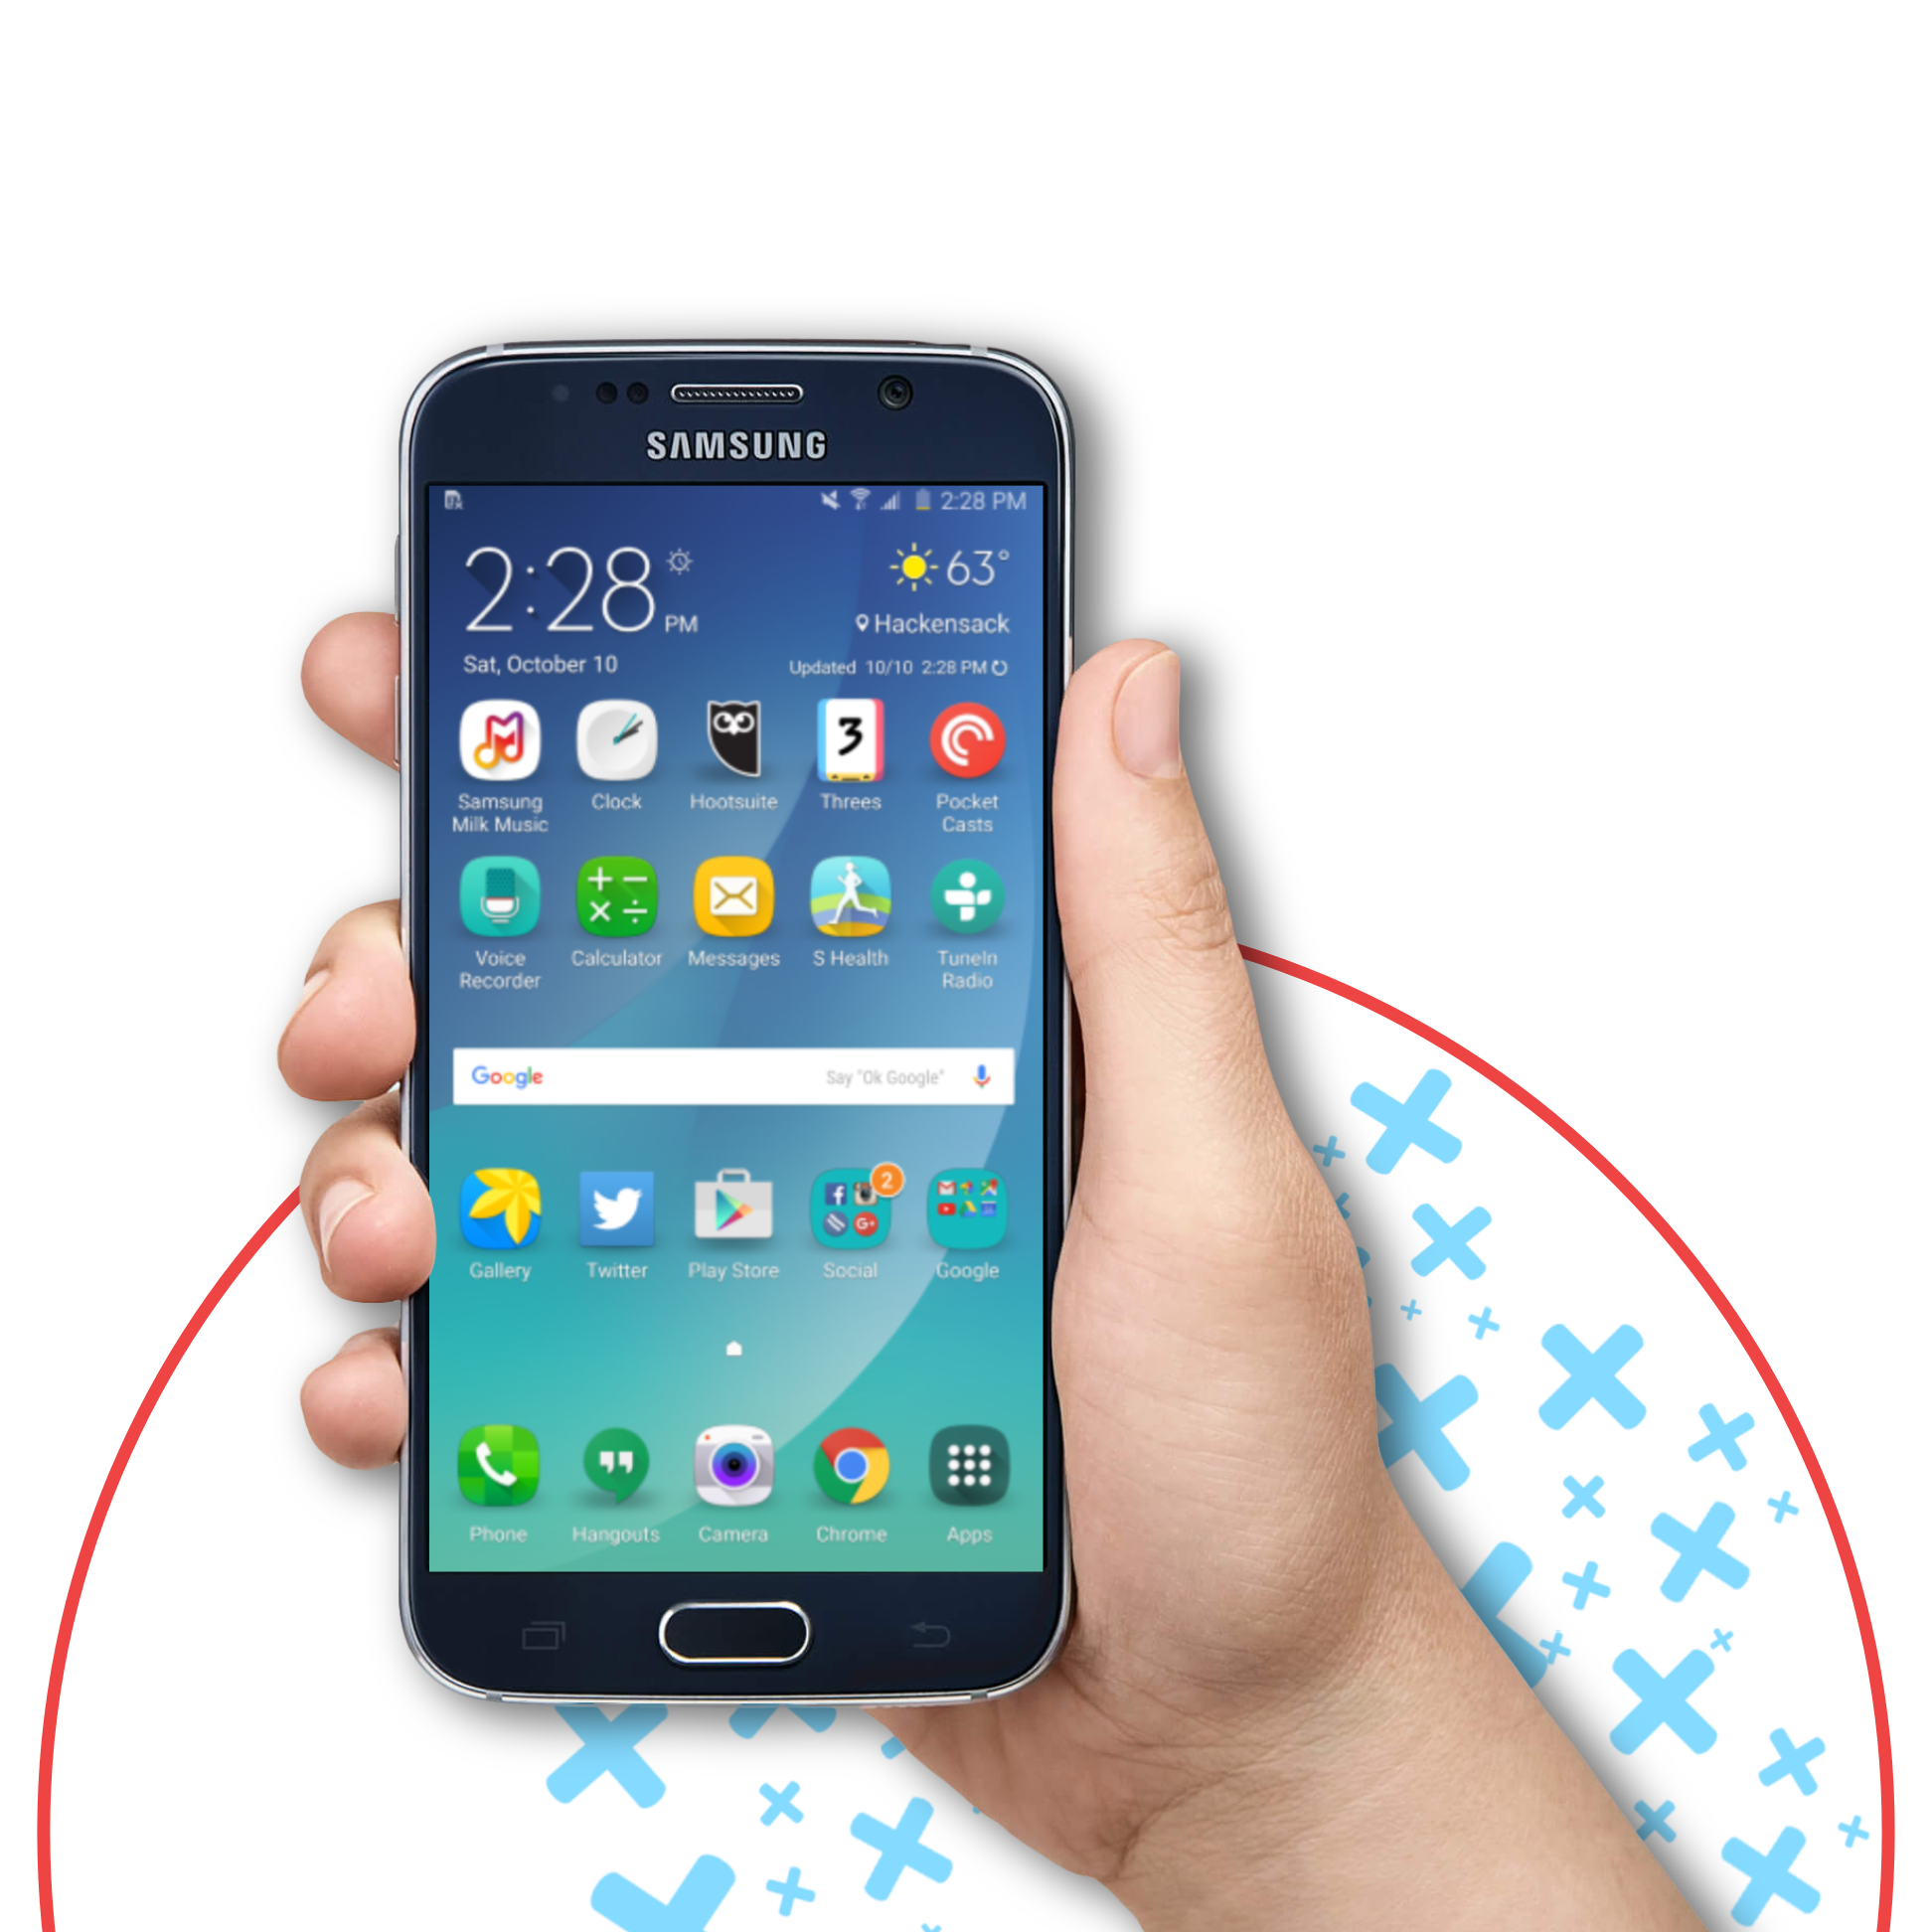 SAMSUNG
2:28 PM
2:28 PM
63°
Hackensack
Sat, October 10
Updated 10/10 2:28 PM
3
Samsung Clock Hootsuite Threes Pocket
Milk Music Casts
Voice Calculator Messages S Health TuneIn
Recorder Radio
Google Say "Ok Google"
2
Gallery Twitter Play Store Social Google
Phone Hangouts Camera Chrome Apps